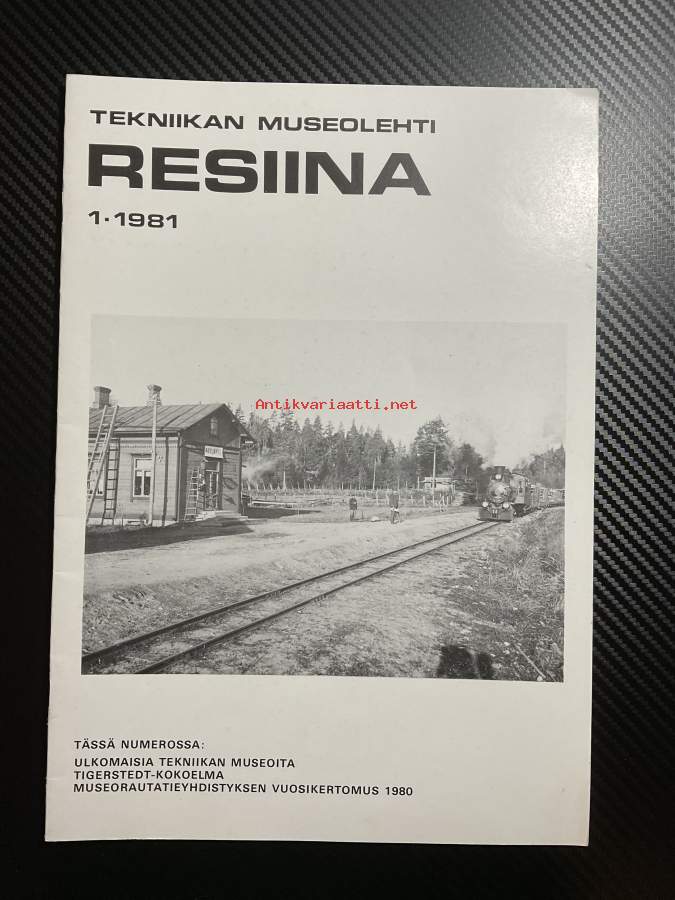 TEKNIIKAN MUSEOLEHTI
RESIINA
1·1981
Antikvariaatti.net
TÄSSÄ NUMEROSSA:
ULKOMAISIA TEKNIIKAN MUSEOITA
TIGERSTEDT-KOKOELMA
MUSEORAUTATIEYHDISTYKSEN VUOSIKERTOMUS 1980